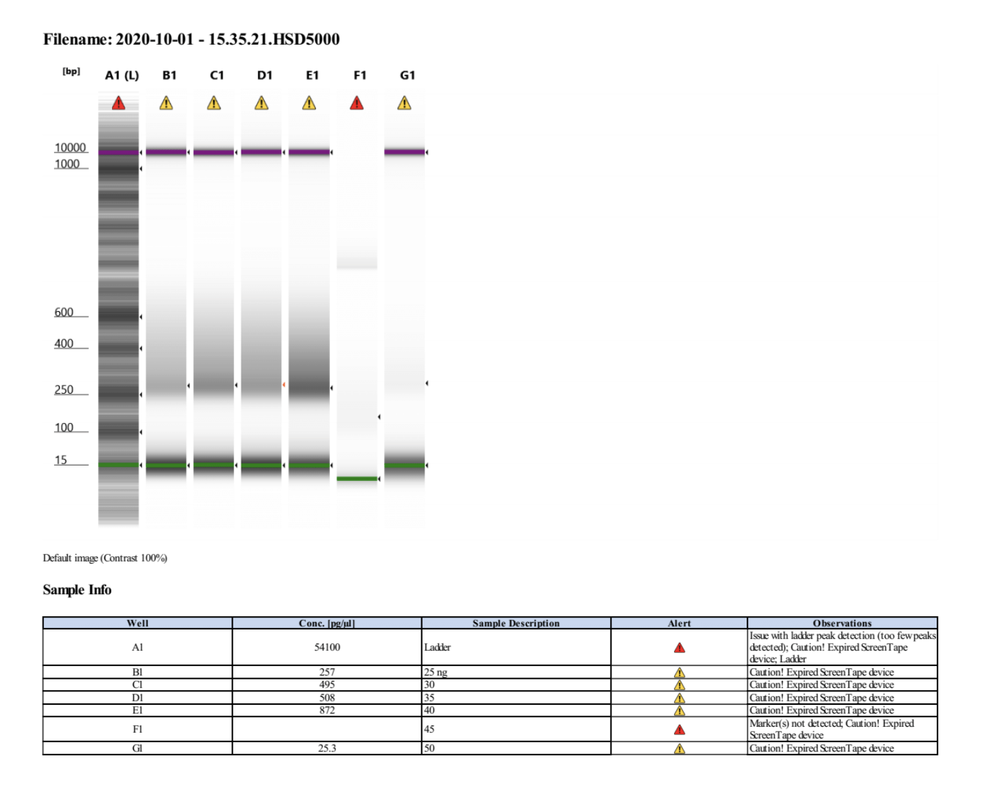 Filename: 2020-10-01 - 15.35.21.HSD5000
[bp] A1 (L) B1 C1 D1 E1 F1 G1
10000
1000
600
400
250
100
15
Default image (Contrast 100%)
Sample Info
Well Conc. [pg/µl] Sample Description Alert Observations
A1 54100 Ladder Issue with ladder peak detection (too few peaks
detected); Caution! Expired ScreenTape
device; Ladder
B1 257 25 ng Caution! Expired ScreenTape device
C1 495 30 Caution! Expired ScreenTape device
D1 508 35 Caution! Expired ScreenTape device
E1 872 40 Caution! Expired ScreenTape device
F1 45 Marker(s) not detected; Caution! Expired
ScreenTape device
G1 25.3 50 Caution! Expired ScreenTape device